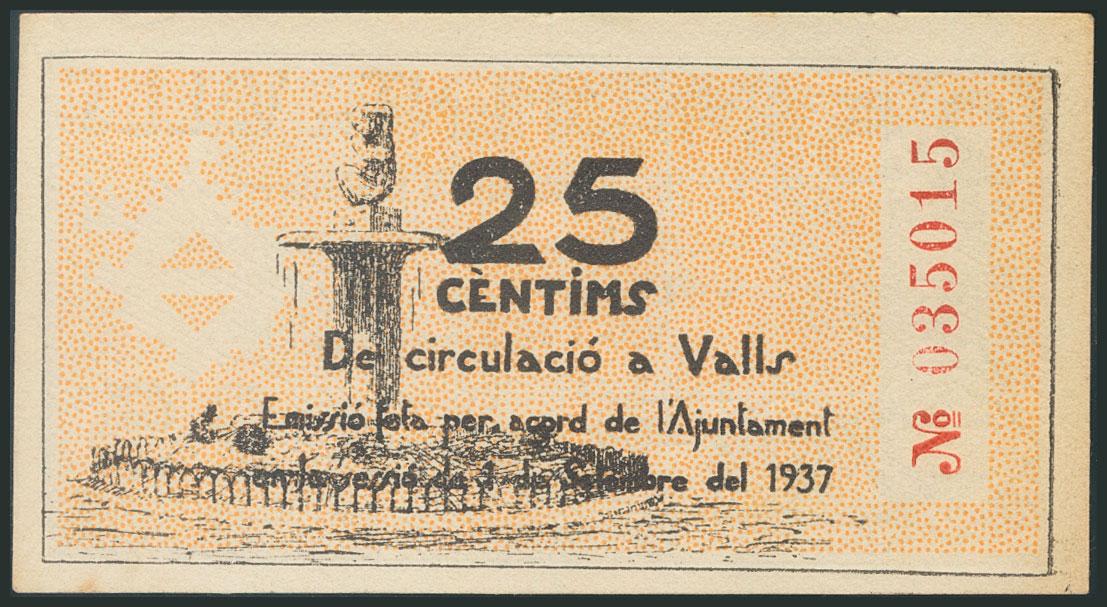 25
CÈNTIMS
De circulació a Valls
Emissió feta per acord de l'Ajuntament
en la sessió de 1 de Setembre del 1937
Nº 035015